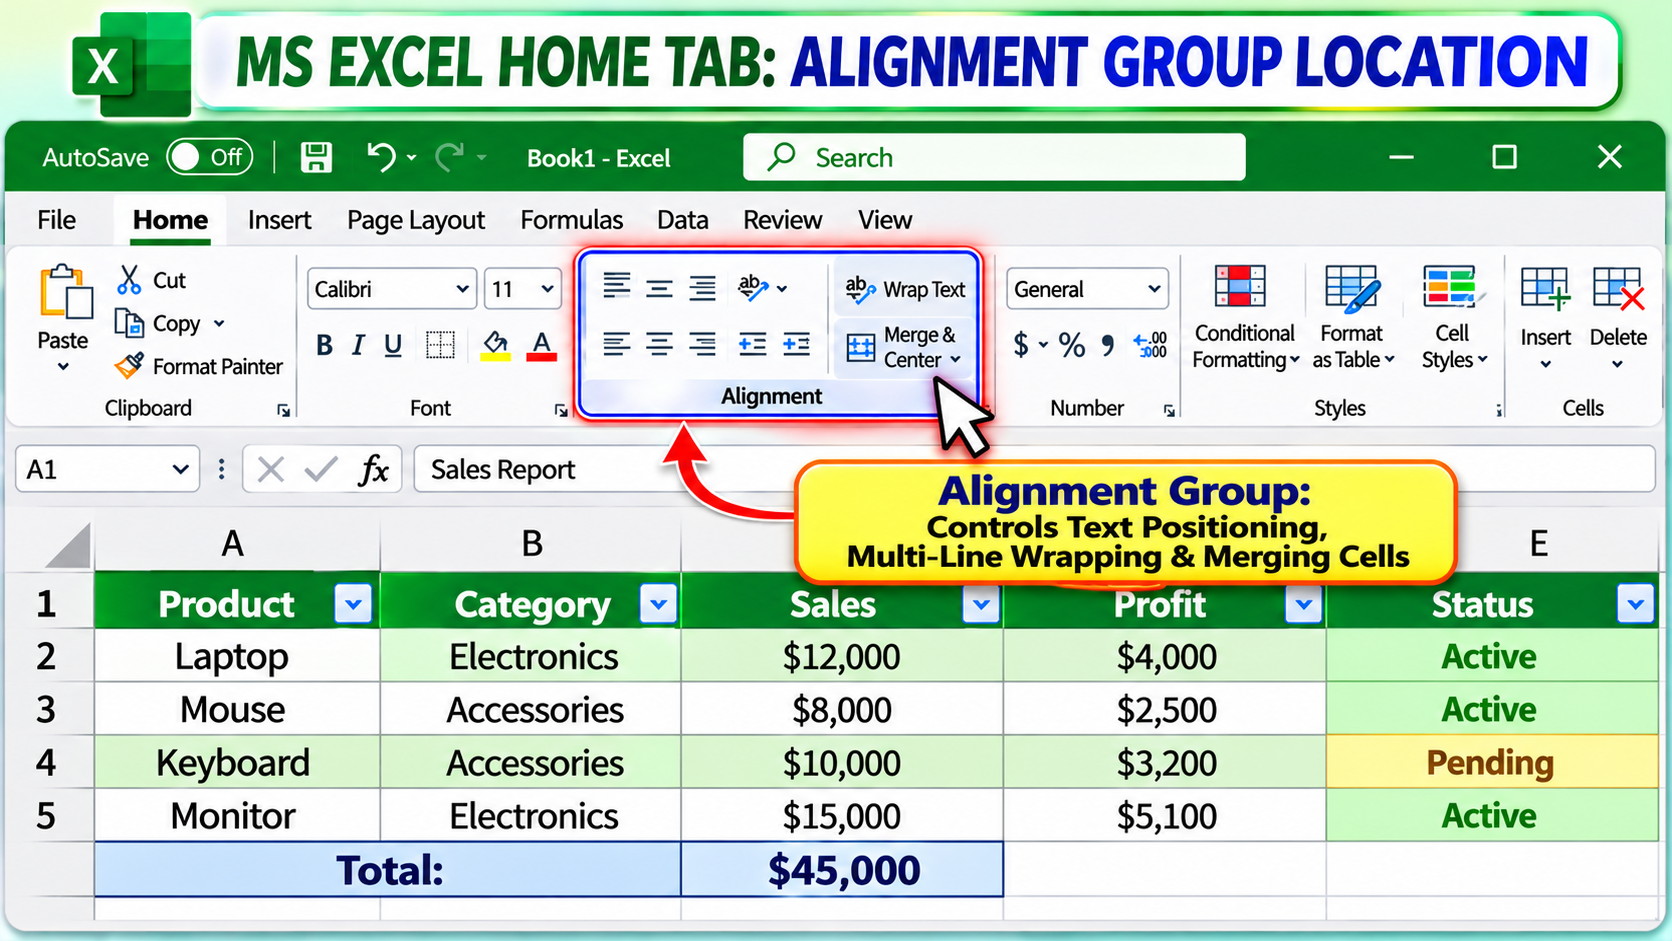 X
MS EXCEL HOME TAB: ALIGNMENT GROUP LOCATION
AutoSave Off Book1 - Excel Search
File Home Insert Page Layout Formulas Data Review View
Paste
Cut
Copy
Format Painter
Clipboard
Calibri 11
B I U A
Font
ab
ab Wrap Text
Merge &
Center
Alignment
General
$ % , .00
.000
Number
Conditional
Formatting
Format
as Table
Cell
Styles
Styles
Insert Delete
Cells
A1 fx Sales Report
Alignment Group:
Controls Text Positioning,
Multi-Line Wrapping & Merging Cells
A B E
1 Product Category Sales Profit Status
2 Laptop Electronics $12,000 $4,000 Active
3 Mouse Accessories $8,000 $2,500 Active
4 Keyboard Accessories $10,000 $3,200 Pending
5 Monitor Electronics $15,000 $5,100 Active
Total: $45,000